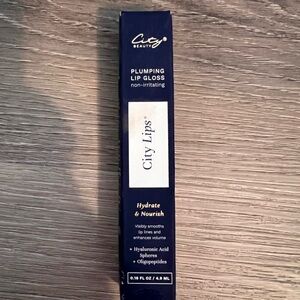 City®
BEAUTY
PLUMPING
LIP GLOSS
non-irritating
City Lips®
Hydrate
& Nourish
Visibly smooths
lip lines and
enhances volume
+ Hyaluronic Acid
Spheres
+ Oligopeptides
0.16 FL OZ / 4.9 ML